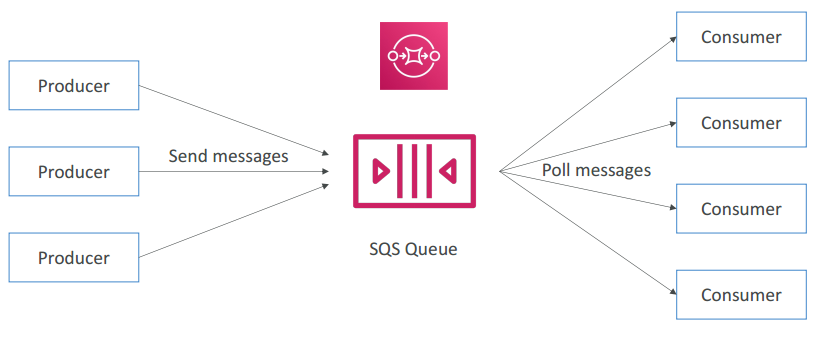 Producer
Producer
Producer
Send messages
SQS Queue
Poll messages
Consumer
Consumer
Consumer
Consumer